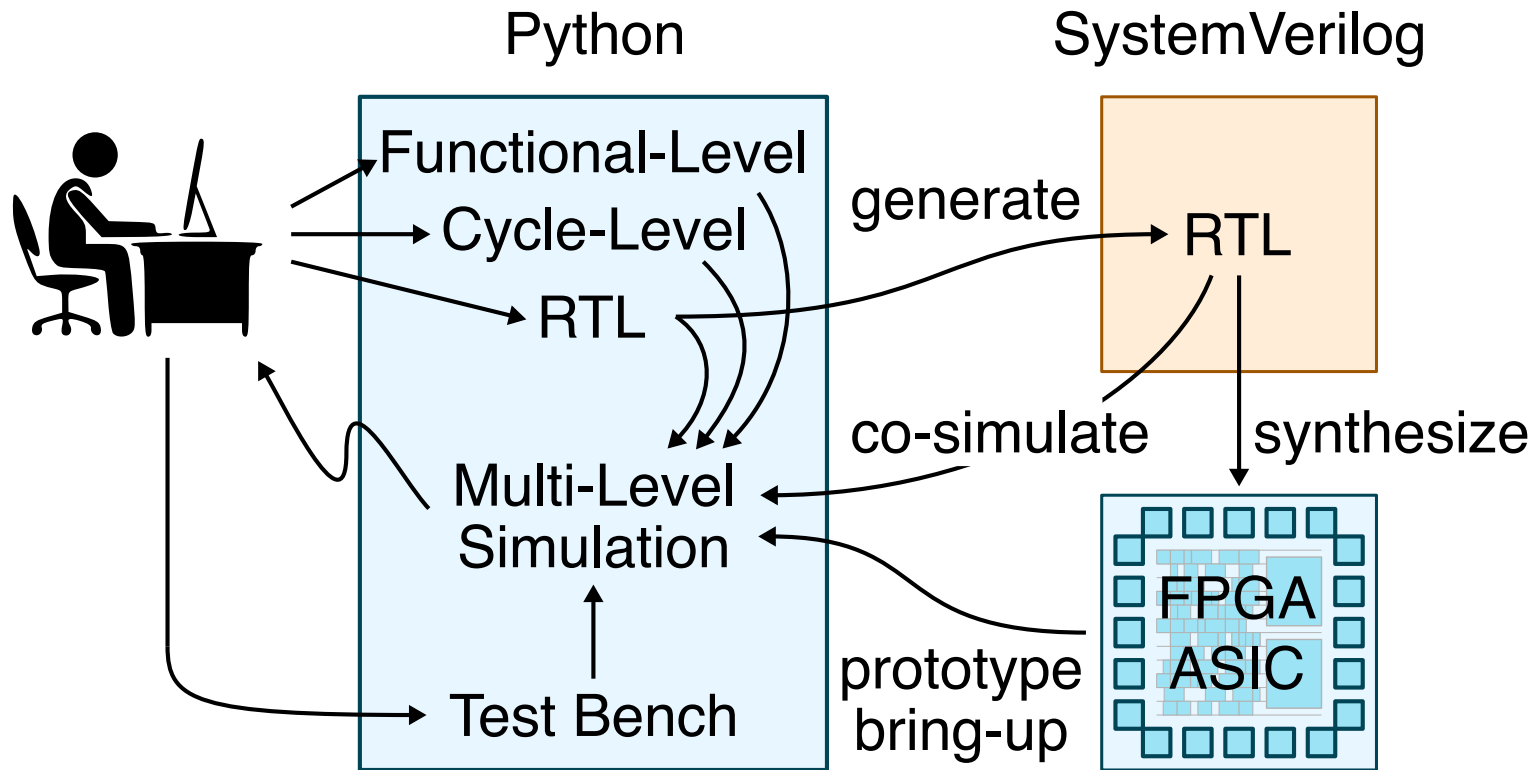 Python
SystemVerilog
Functional-Level
Cycle-Level
RTL
generate
RTL
co-simulate
synthesize
Multi-Level
Simulation
FPGA
ASIC
prototype
bring-up
Test Bench